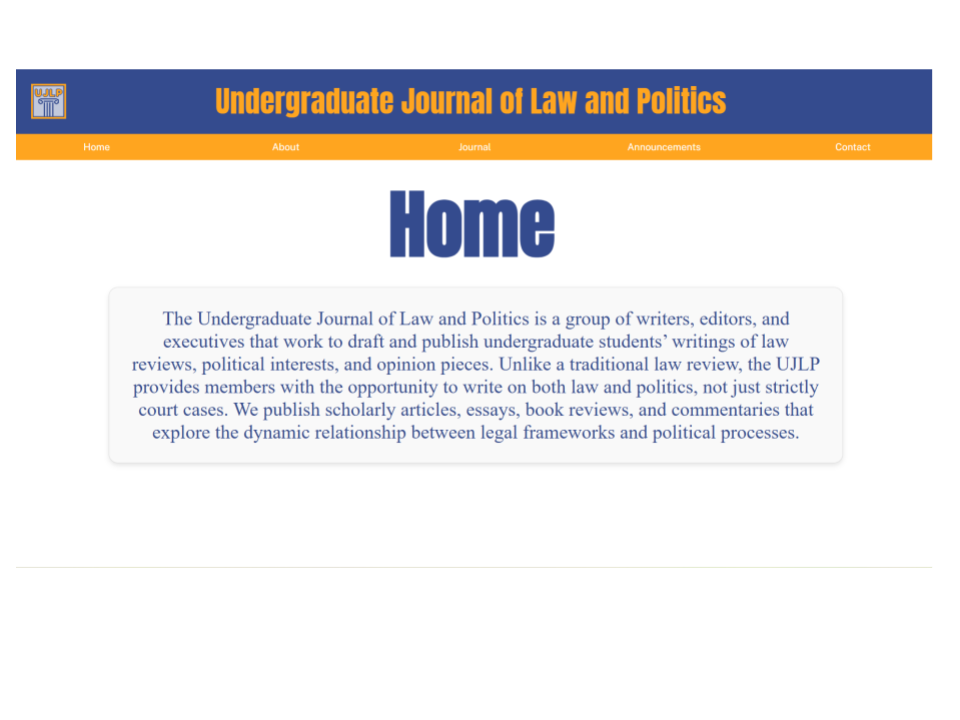 UJLP
Undergraduate Journal of Law and Politics
Home About Journal Announcements Contact
Home
The Undergraduate Journal of Law and Politics is a group of writers, editors, and
executives that work to draft and publish undergraduate students’ writings of law
reviews, political interests, and opinion pieces. Unlike a traditional law review, the UJLP
provides members with the opportunity to write on both law and politics, not just strictly
court cases. We publish scholarly articles, essays, book reviews, and commentaries that
explore the dynamic relationship between legal frameworks and political processes.